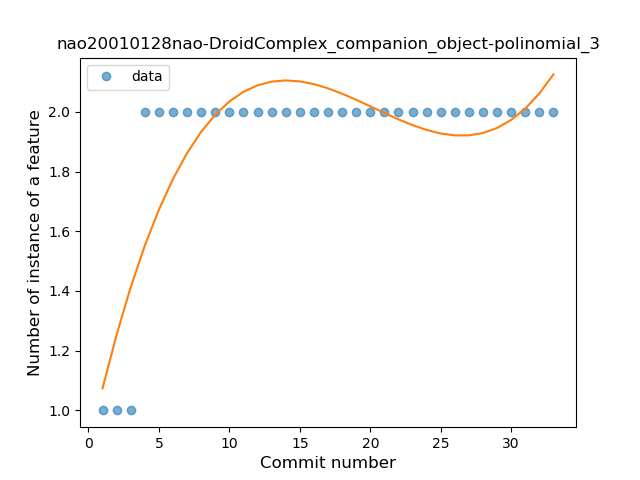 nao20010128nao-DroidComplex_companion_object-polinomial_3
data
Number of instance of a feature
2.0
1.8
1.6
1.4
1.2
1.0
0 5 10 15 20 25 30
Commit number